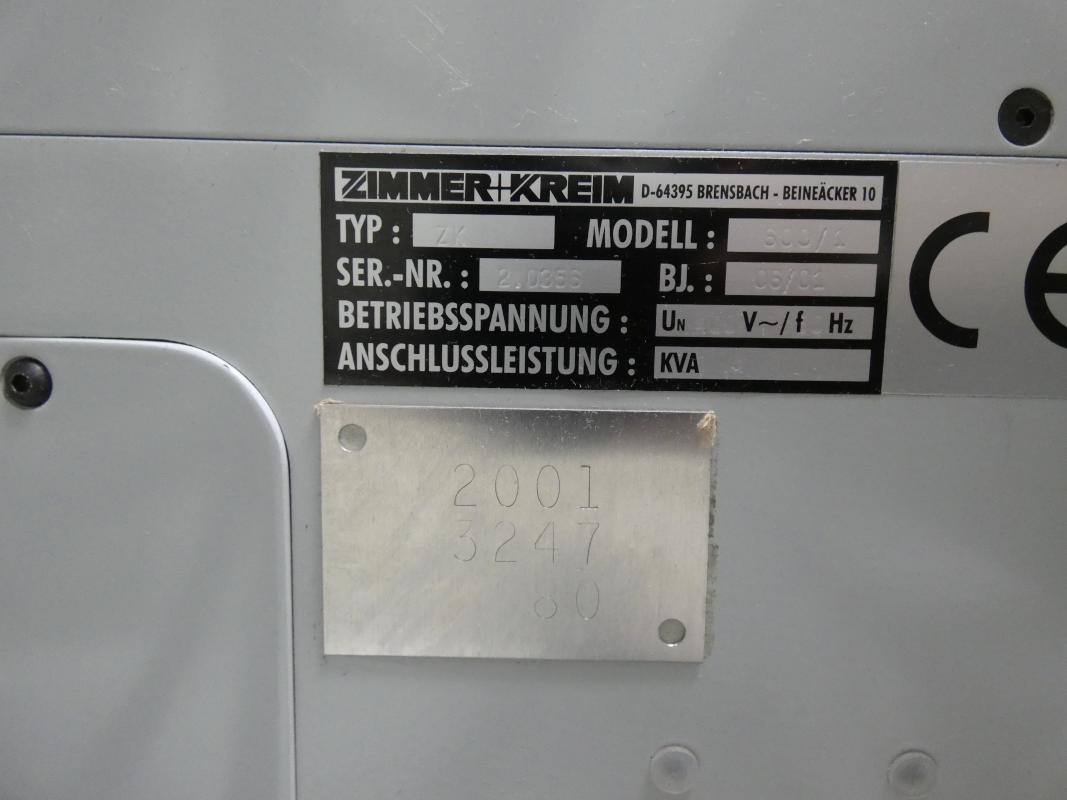 ZIMMER+KREIM D-64395 BRENSBACH - BEINEÄCKER 10
TYP : ZK MODELL : 600/1
SER.-NR. : 2.0356 BJ. : 06/01
BETRIEBSSPANNUNG : UN V~/f Hz
ANSCHLUSSLEISTUNG : KVA
CE
2001
3247
80